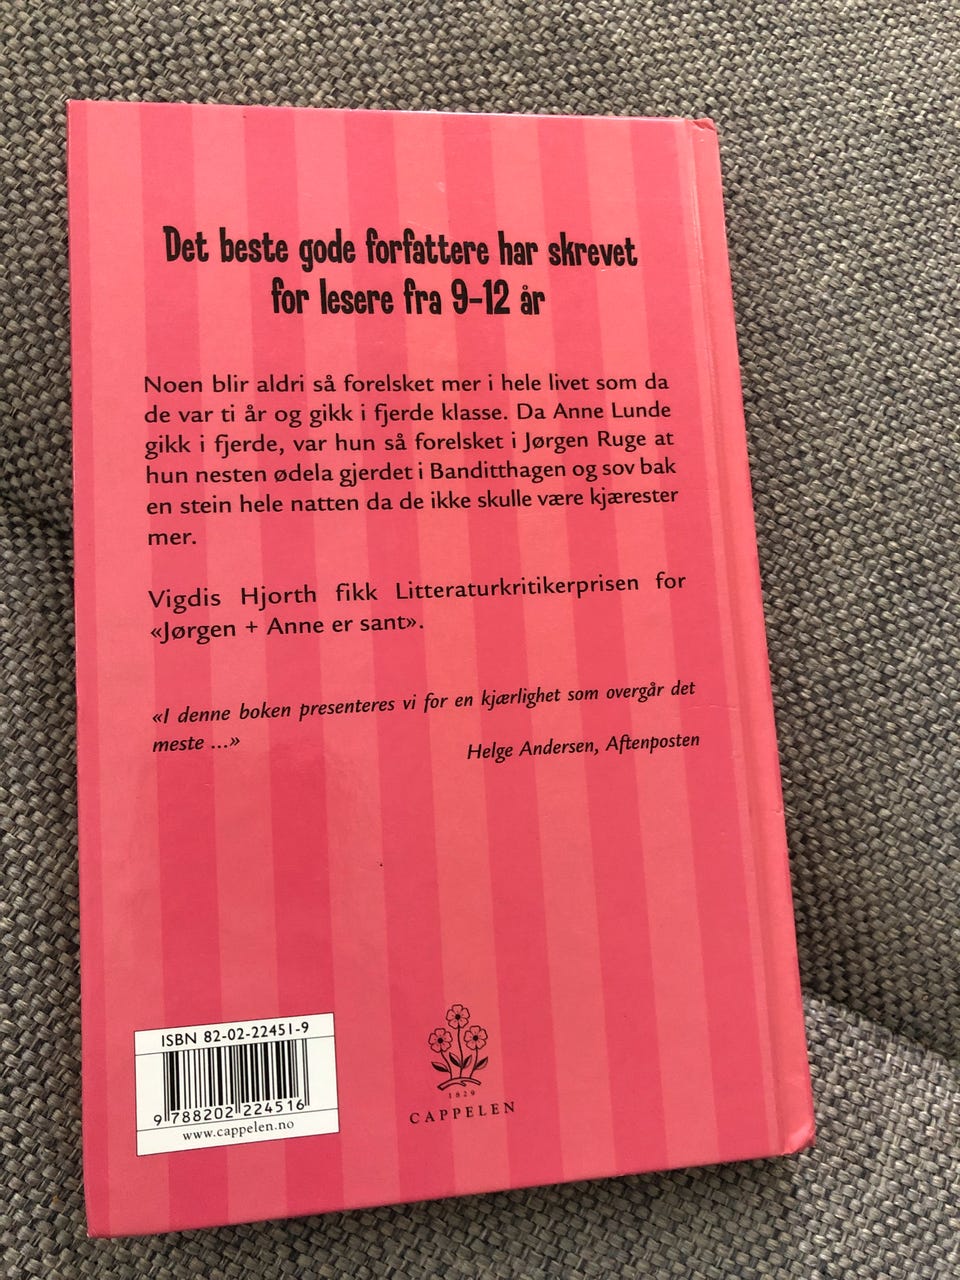 Det beste gode forfattere har skrevet
for lesere fra 9–12 år
Noen blir aldri så forelsket mer i hele livet som da
de var ti år og gikk i fjerde klasse. Da Anne Lunde
gikk i fjerde, var hun så forelsket i Jørgen Ruge at
hun nesten ødela gjerdet i Banditthagen og sov bak
en stein hele natten da de ikke skulle være kjærester
mer.
Vigdis Hjorth fikk Litteraturkritikerprisen for
«Jørgen + Anne er sant».
«I denne boken presenteres vi for en kjærlighet som overgår det
meste ...»
Helge Andersen, Aftenposten
ISBN 82-02-22451-9
9 788202 224516
www.cappelen.no
1829
CAPPELEN